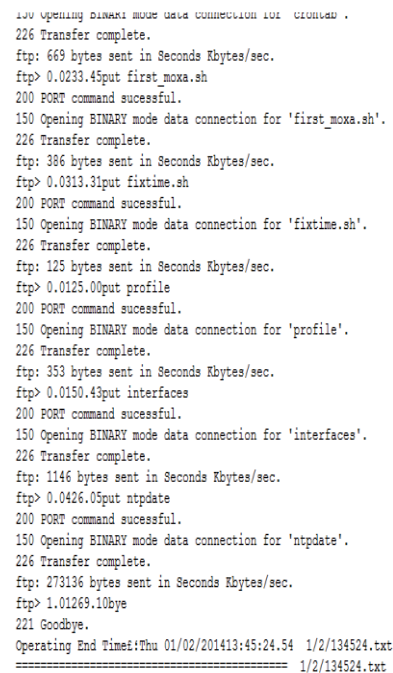 150 Opening BINARY mode data connection for 'crontab'.
226 Transfer complete.
ftp: 669 bytes sent in Seconds Kbytes/sec.
ftp> 0.0233.45put first_moxa.sh
200 PORT command sucessful.
150 Opening BINARY mode data connection for 'first_moxa.sh'.
226 Transfer complete.
ftp: 386 bytes sent in Seconds Kbytes/sec.
ftp> 0.0313.31put fixtime.sh
200 PORT command sucessful.
150 Opening BINARY mode data connection for 'fixtime.sh'.
226 Transfer complete.
ftp: 125 bytes sent in Seconds Kbytes/sec.
ftp> 0.0125.00put profile
200 PORT command sucessful.
150 Opening BINARY mode data connection for 'profile'.
226 Transfer complete.
ftp: 353 bytes sent in Seconds Kbytes/sec.
ftp> 0.0150.43put interfaces
200 PORT command sucessful.
150 Opening BINARY mode data connection for 'interfaces'.
226 Transfer complete.
ftp: 1146 bytes sent in Seconds Kbytes/sec.
ftp> 0.0426.05put ntpdate
200 PORT command sucessful.
150 Opening BINARY mode data connection for 'ntpdate'.
226 Transfer complete.
ftp: 273136 bytes sent in Seconds Kbytes/sec.
ftp> 1.01269.10bye
221 Goodbye.
Operating End Thu 01/02/201413:45:24.54 1/2/134524.txt
============================================ 1/2/134524.txt